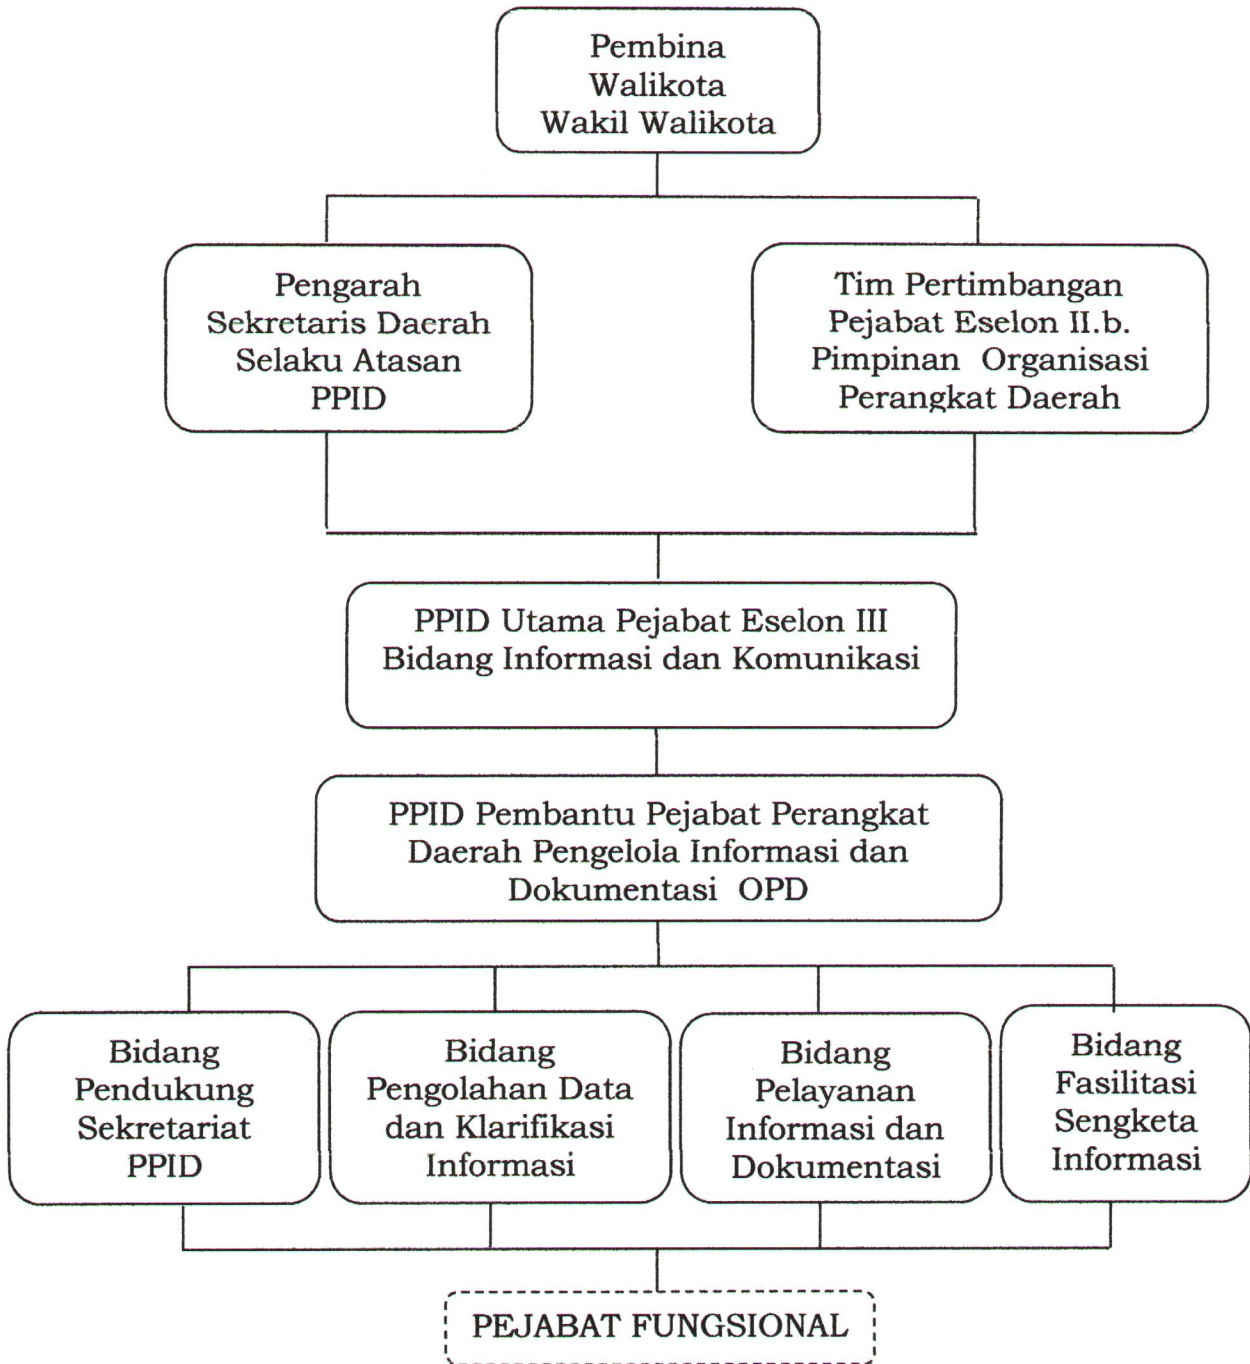 Pembina
Walikota
Wakil Walikota
Pengarah
Sekretaris Daerah
Selaku Atasan
PPID
Tim Pertimbangan
Pejabat Eselon II.b.
Pimpinan Organisasi
Perangkat Daerah
PPID Utama Pejabat Eselon III
Bidang Informasi dan Komunikasi
PPID Pembantu Pejabat Perangkat
Daerah Pengelola Informasi dan
Dokumentasi OPD
Bidang
Pendukung
Sekretariat
PPID
Bidang
Pengolahan Data
dan Klarifikasi
Informasi
Bidang
Pelayanan
Informasi dan
Dokumentasi
Bidang
Fasilitasi
Sengketa
Informasi
PEJABAT FUNGSIONAL